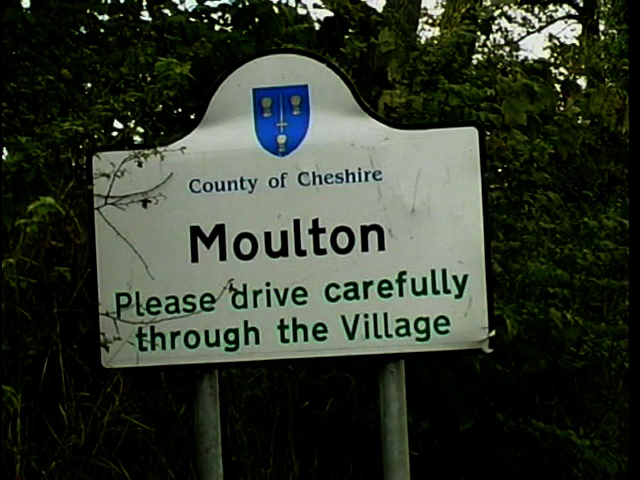 County of Cheshire
Moulton
Please drive carefully
through the Village